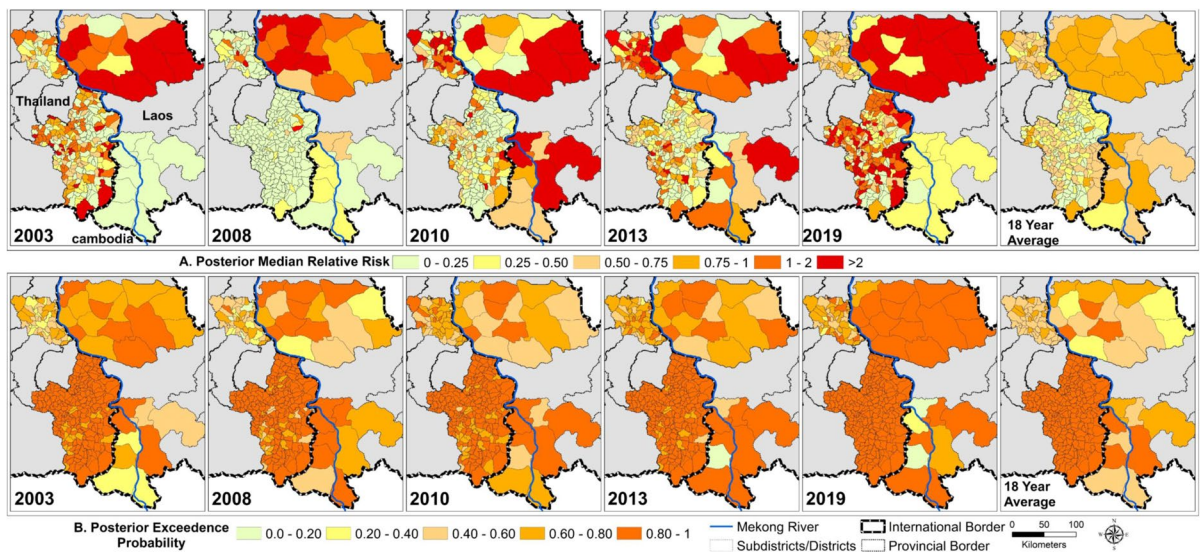 Thailand
Laos
cambodia
2003
2008
2010
2013
2019
18 Year
Average
A. Posterior Median Relative Risk
0 - 0.25
0.25 - 0.50
0.50 - 0.75
0.75 - 1
1 - 2
>2
2003
2008
2010
2013
2019
18 Year
Average
B. Posterior Exceedence
Probability
0.0 - 0.20
0.20 - 0.40
0.40 - 0.60
0.60 - 0.80
0.80 - 1
Mekong River
International Border
Subdistricts/Districts
Provincial Border
0 50 100
Kilometers
N
W E
S